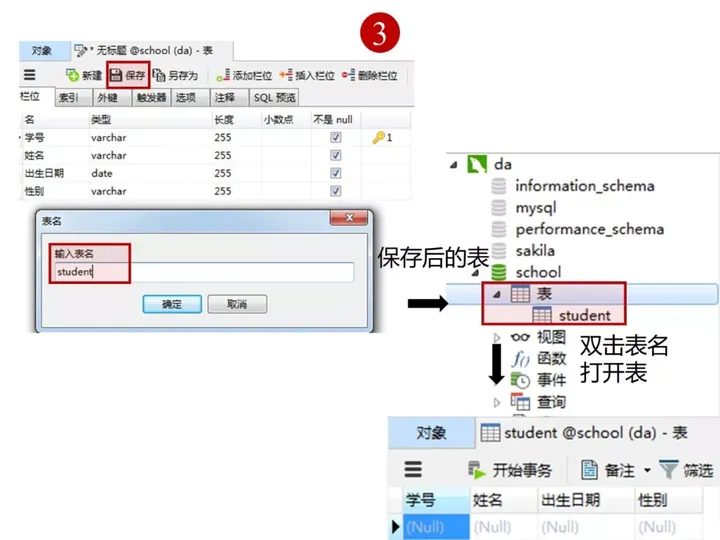 3
对象 * 无标题 @school (da) - 表
新建 保存 另存为 添加栏位 插入栏位 删除栏位
栏位 索引 外键 触发器 选项 注释 SQL 预览
名 类型 长度 小数点 不是 null
学号 varchar 255 1
姓名 varchar 255
出生日期 date 255
性别 varchar 255
表名
输入表名
student
确定 取消
保存后的表
da
information_schema
mysql
performance_schema
sakila
school
表
student
视图
函数
事件
查询
双击表名
打开表
对象 student @school (da) - 表
开始事务 备注 筛选
学号 姓名 出生日期 性别
(Null) (Null) (Null) (Null)